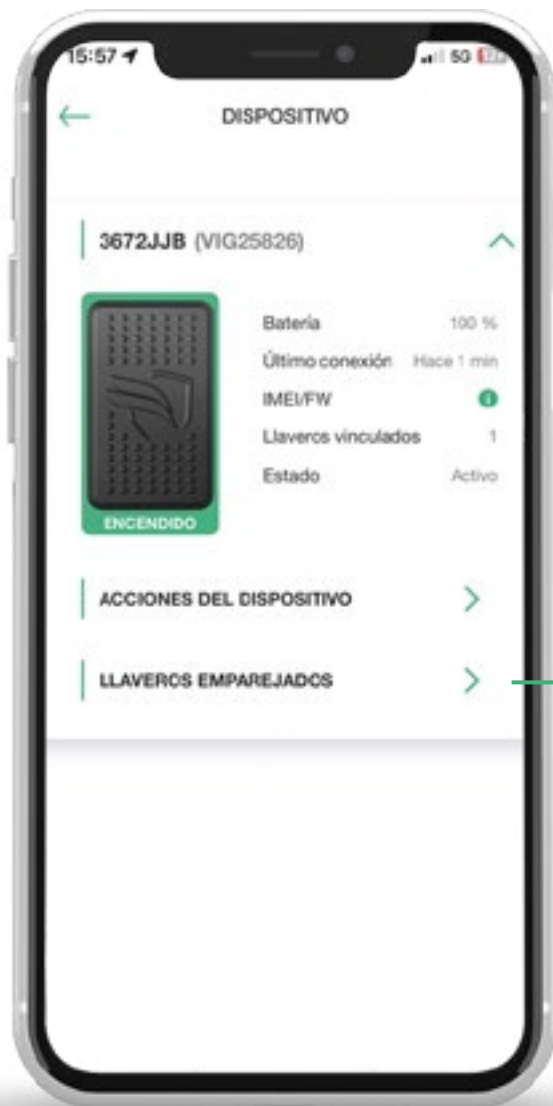 15:57
5G
DISPOSITIVO
3672JJB (VIG25826)
Batería 100 %
Último conexión Hace 1 min
IMEI/FW
Llaveros vinculados 1
Estado Activo
ENCENDIDO
ACCIONES DEL DISPOSITIVO
LLAVEROS EMPAREJADOS